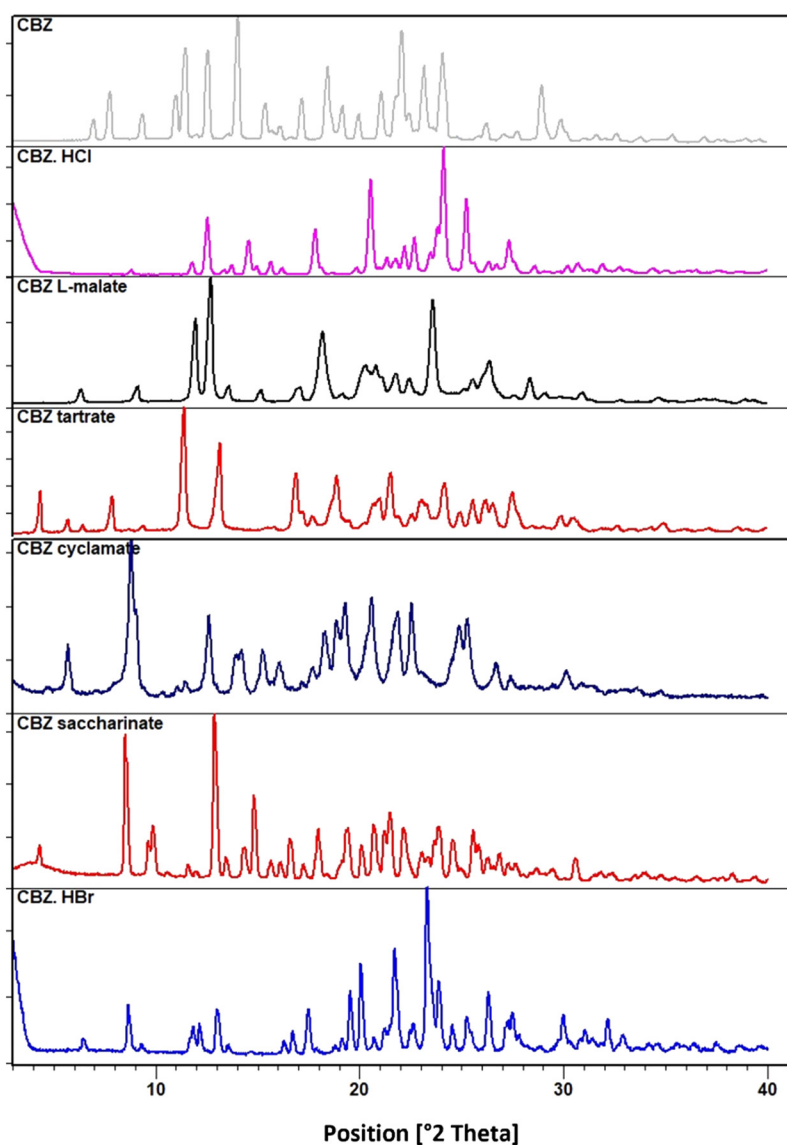 CBZ
CBZ. HCl
CBZ L-malate
CBZ tartrate
CBZ cyclamate
CBZ saccharinate
CBZ. HBr
10 20 30 40
Position [°2 Theta]